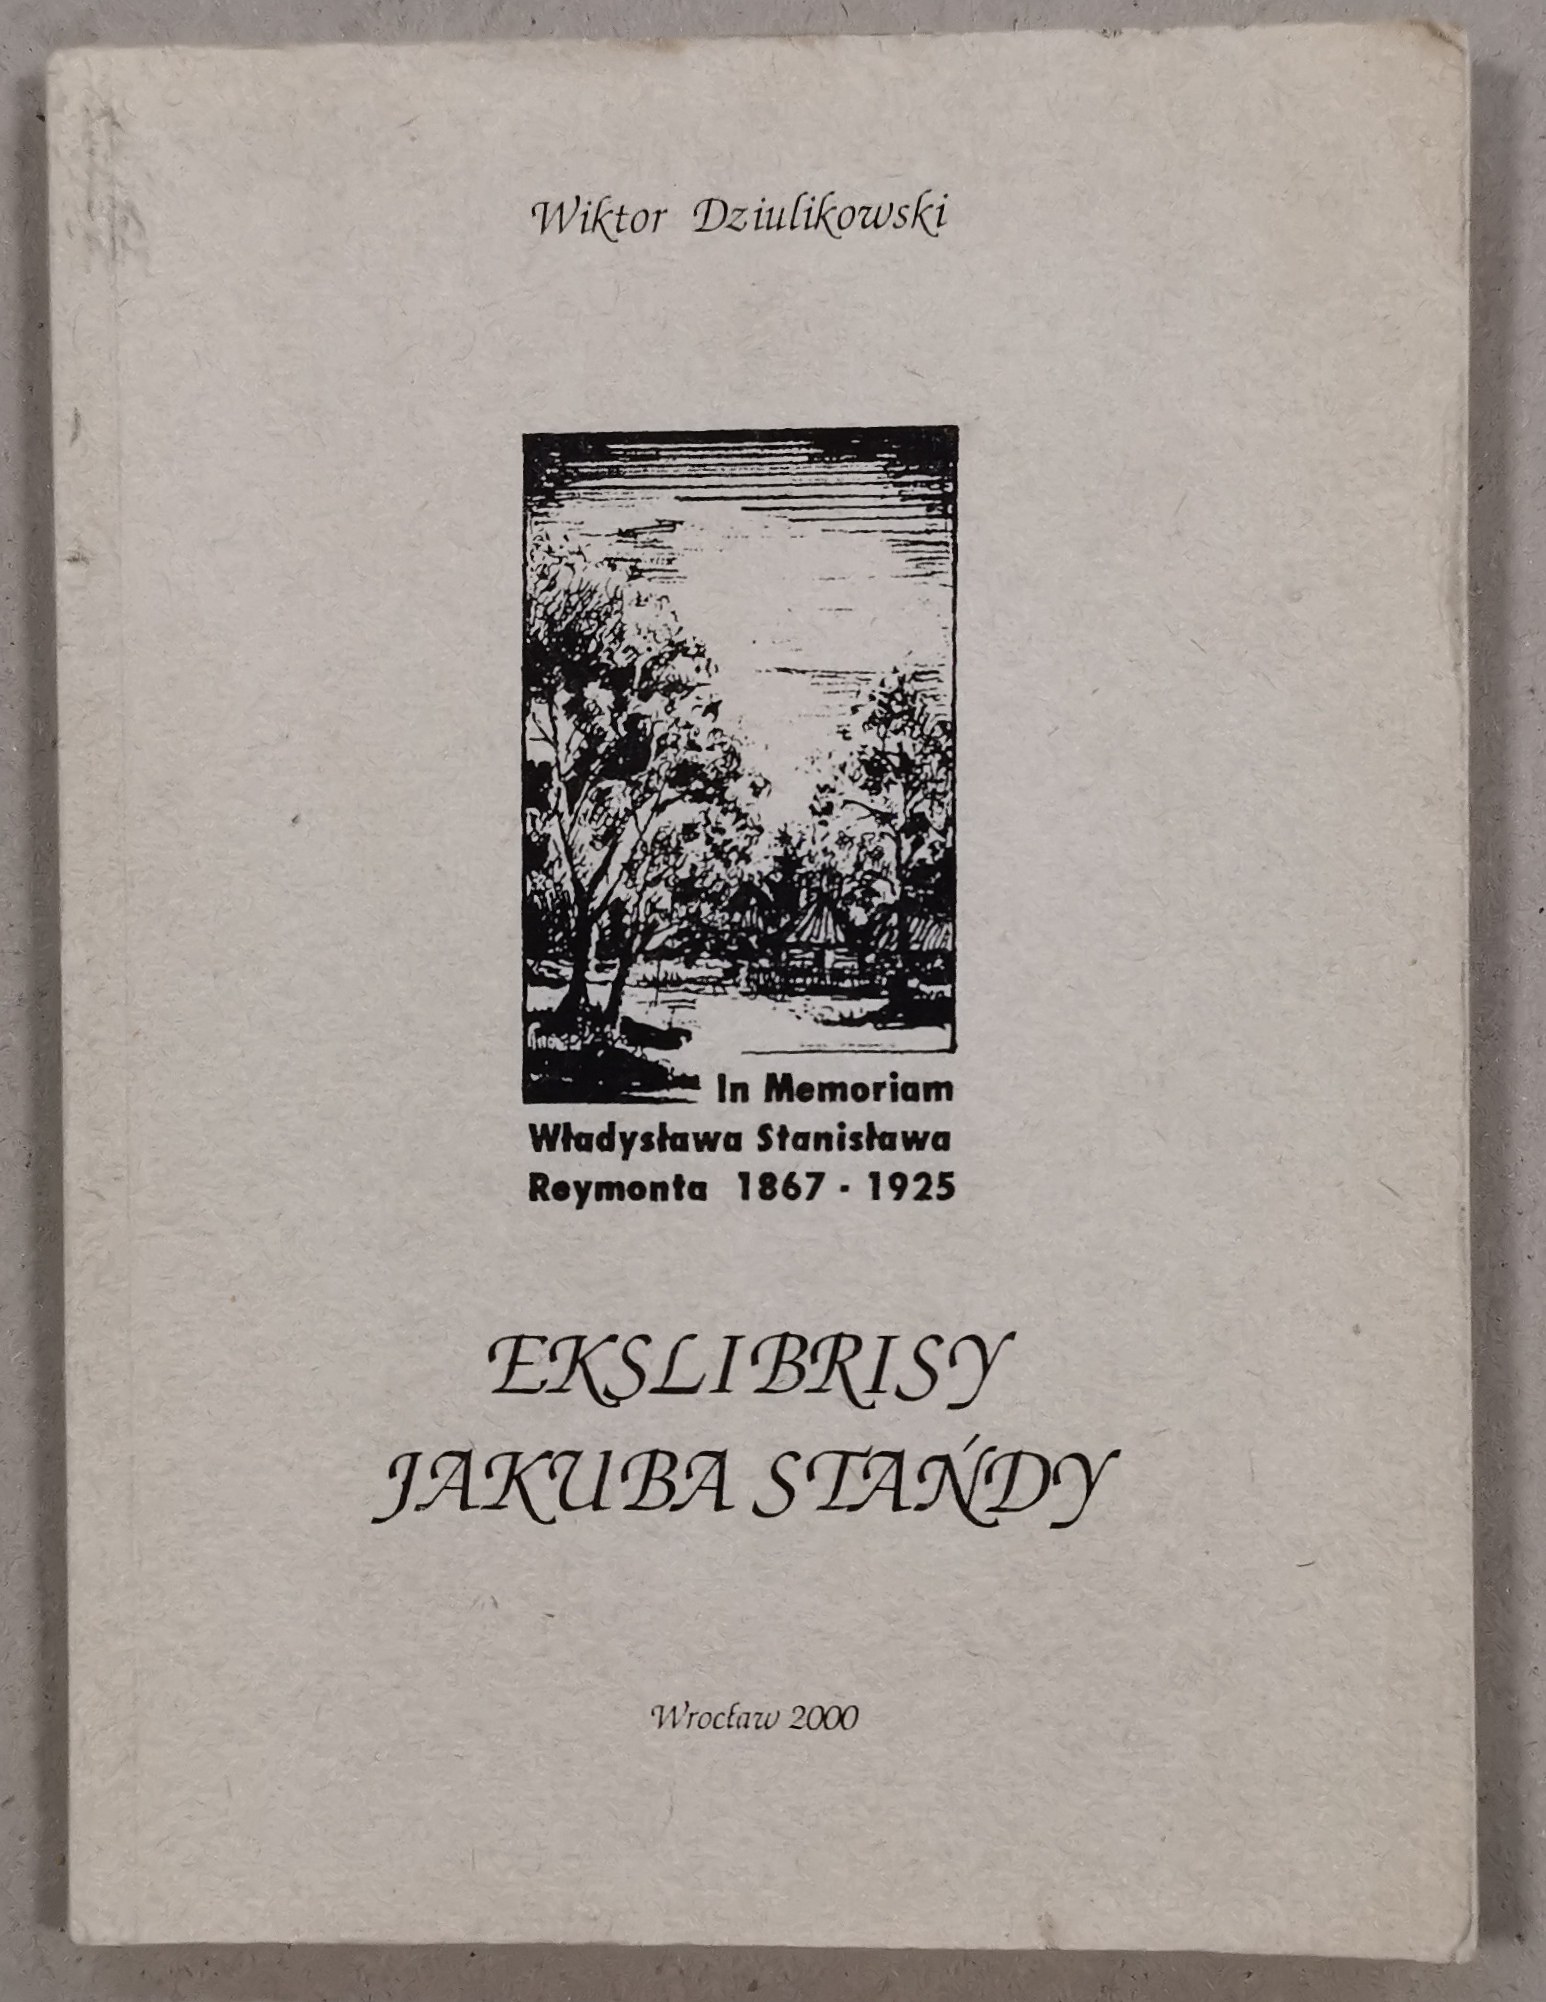 Wiktor Dziulikowski
In Memoriam
Władysława Stanisława
Reymonta 1867 - 1925
EKSLIBRISY
JAKUBA STAŃDY
Wrocław 2000